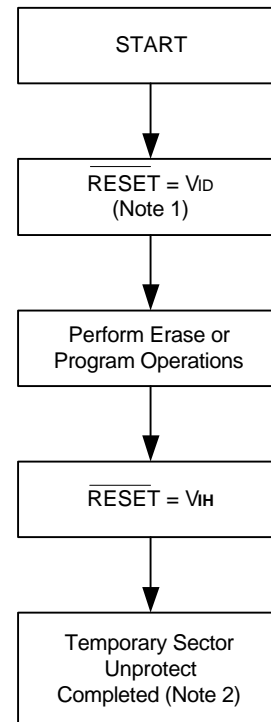 START
RESET = VID
(Note 1)
Perform Erase or
Program Operations
RESET = VIH
Temporary Sector
Unprotect
Completed (Note 2)